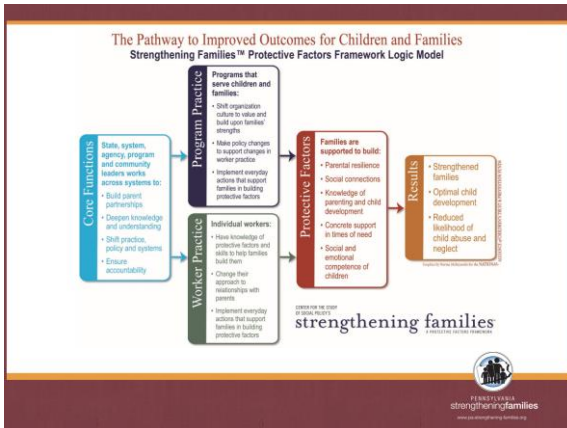 The Pathway to Improved Outcomes for Children and Families
Strengthening Families™ Protective Factors Framework Logic Model
Core Functions
State, system,
agency, program
and community
leaders works
across systems to:
• Build parent
partnerships
• Deepen knowledge
and understanding
• Shift practice,
policy and systems
• Ensure
accountability
Program Practice
Programs that
serve children and
families:
• Shift organization
culture to value and
build upon families'
strengths
• Make policy changes
to support changes in
worker practice
• Implement everyday
actions that support
families in building
protective factors
Worker Practice
Individual workers:
• Have knowledge of
protective factors and
skills to help families
build them
• Change their
approach to
relationships with
parents
• Implement everyday
actions that support
families in building
protective factors
Protective Factors
Families are
supported to build:
• Parental resilience
• Social connections
• Knowledge of
parenting and child
development
• Concrete support
in times of need
• Social and
emotional
competence of
children
Results
• Strengthened
families
• Optimal child
development
• Reduced
likelihood of
child abuse and
neglect
CENTER FOR THE STUDY
OF SOCIAL POLICY'S
strengthening families™
A PROTECTIVE FACTORS FRAMEWORK
PENNSYLVANIA
strengtheningfamilies
www.pa-strengthening-families.org